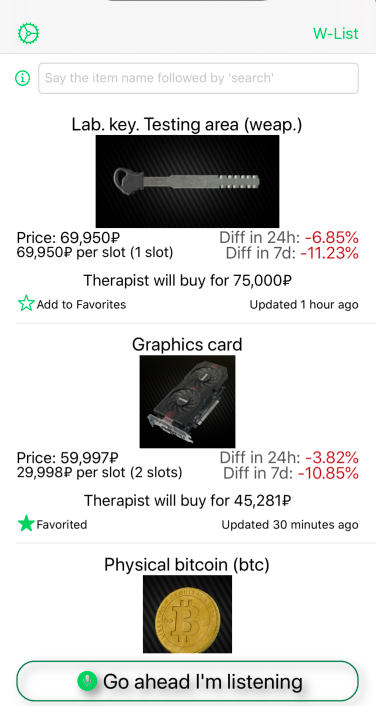 W-List
Say the item name followed by 'search'
Lab. key. Testing area (weap.)
Price: 69,950₽ Diff in 24h: -6.85%
69,950₽ per slot (1 slot) Diff in 7d: -11.23%
Therapist will buy for 75,000₽
Add to Favorites Updated 1 hour ago
Graphics card
Price: 59,997₽ Diff in 24h: -3.82%
29,998₽ per slot (2 slots) Diff in 7d: -10.85%
Therapist will buy for 45,281₽
Favorited Updated 30 minutes ago
Physical bitcoin (btc)
Go ahead I'm listening